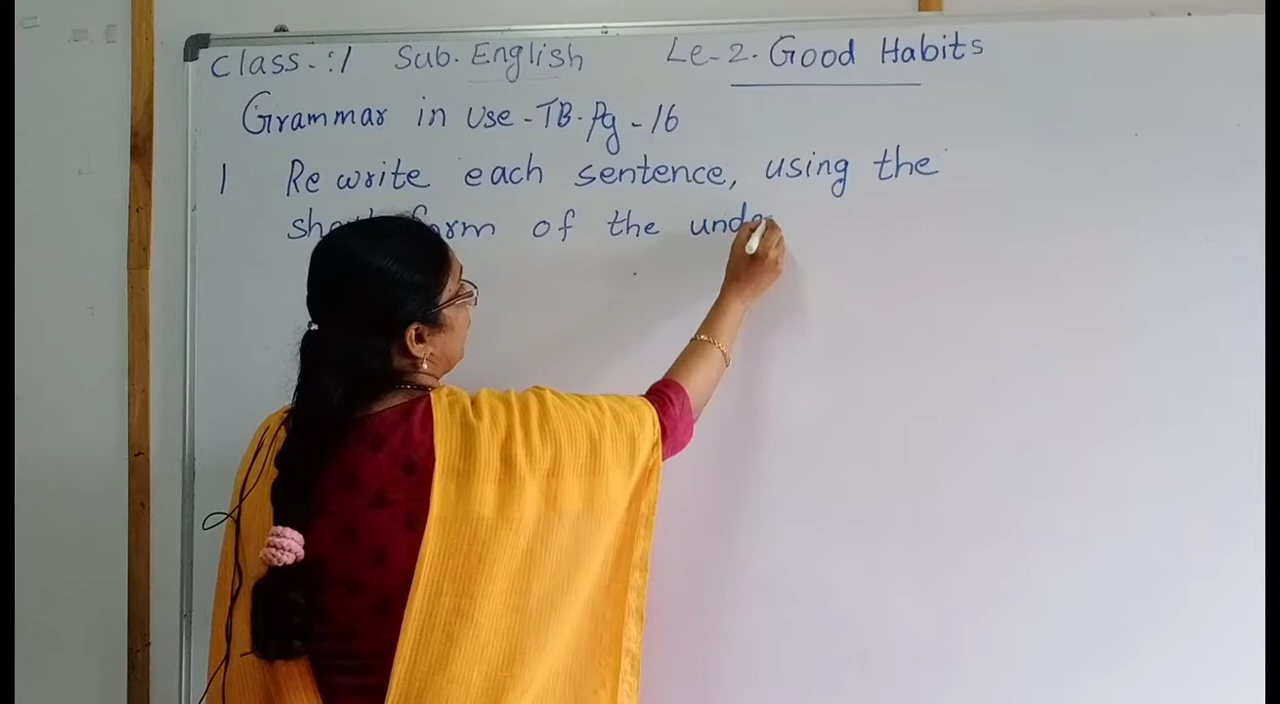 Class-:1 Sub. English Le-2. Good Habits
Grammar in Use-TB. Pg-16
1 Rewrite each sentence, using the
of the